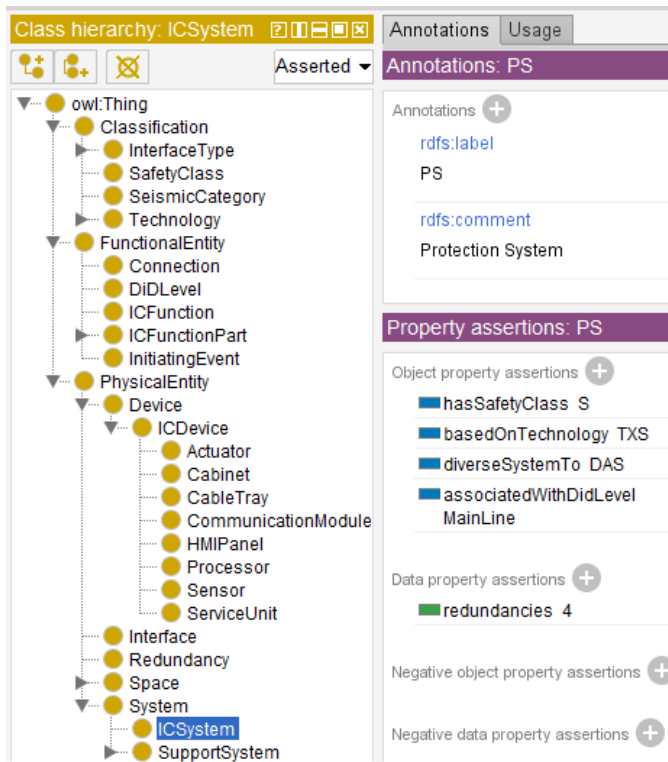 Class hierarchy: ICSystem
Asserted
owl:Thing
Classification
InterfaceType
SafetyClass
SeismicCategory
Technology
FunctionalEntity
Connection
DiDLevel
ICFunction
ICFunctionPart
InitiatingEvent
PhysicalEntity
Device
ICDevice
Actuator
Cabinet
CableTray
CommunicationModule
HMIPanel
Processor
Sensor
ServiceUnit
Interface
Redundancy
Space
System
ICSystem
SupportSystem
Annotations Usage
Annotations: PS
Annotations
rdfs:label
PS
rdfs:comment
Protection System
Property assertions: PS
Object property assertions
hasSafetyClass S
basedOnTechnology TXS
diverseSystemTo DAS
associatedWithDidLevel
MainLine
Data property assertions
redundancies 4
Negative object property assertions
Negative data property assertions